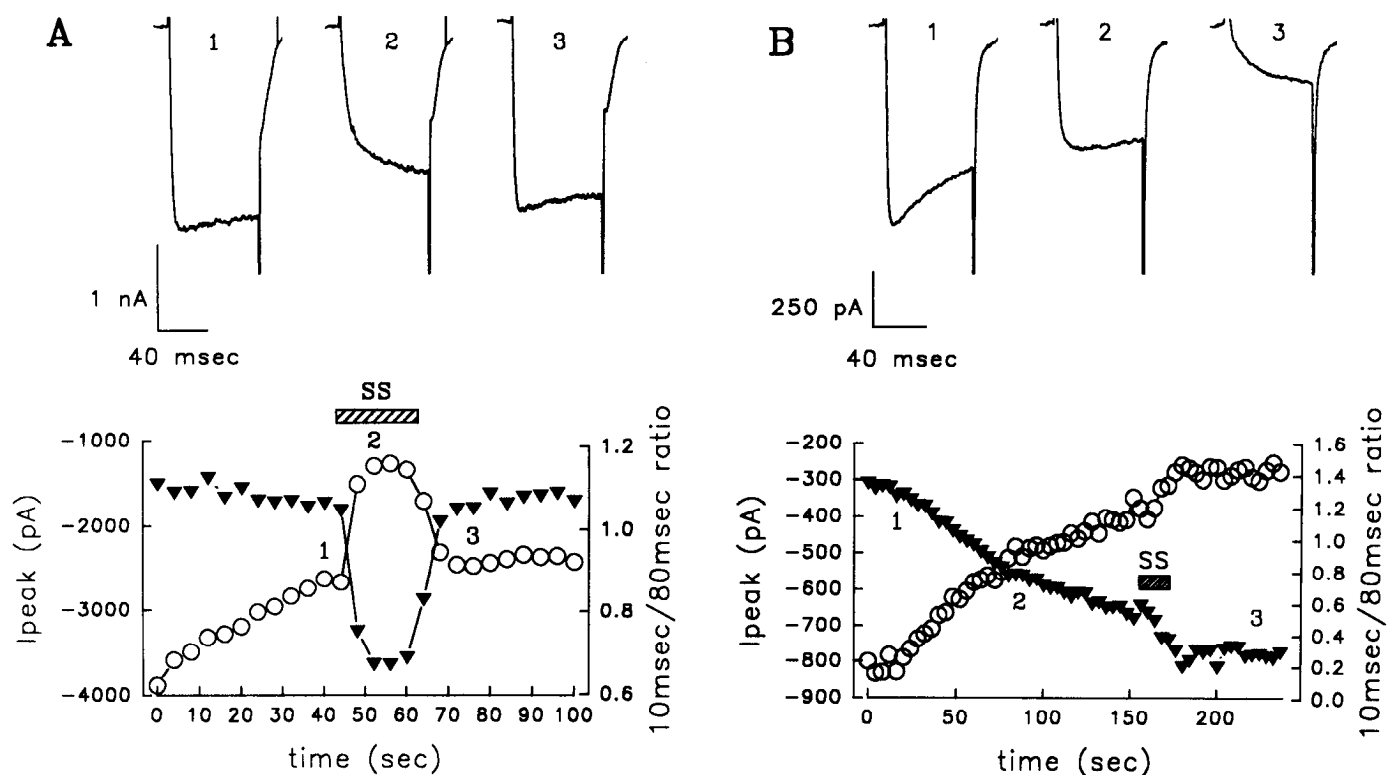 A
1
2
3
1 nA
40 msec
SS
2
1
3
-1000
-2000
-3000
-4000
Ipeak (pA)
1.2
1.0
0.8
0.6
10msec/80msec ratio
0 10 20 30 40 50 60 70 80 90 100
time (sec)
B
1
2
3
250 pA
40 msec
-200
-300
-400
-500
-600
-700
-800
-900
Ipeak (pA)
1
2
SS
3
1.6
1.4
1.2
1.0
0.8
0.6
0.4
0.2
0.0
10msec/80msec ratio
0 50 100 150 200
time (sec)